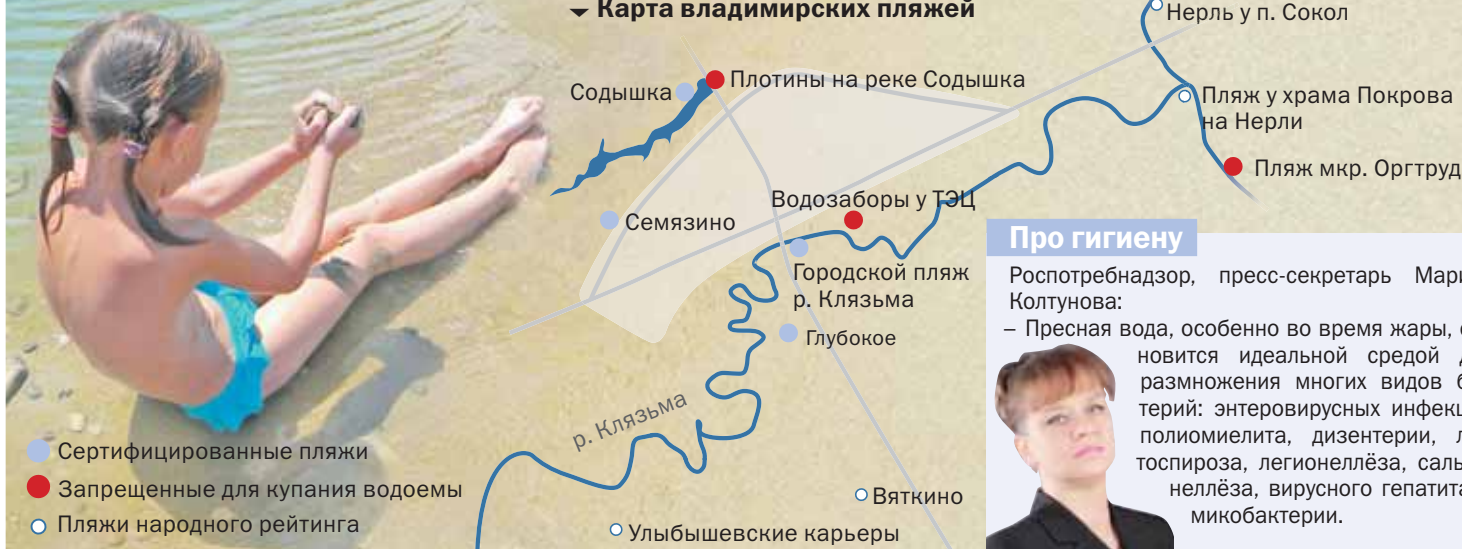 Карта владимирских пляжей
Нерль у п. Сокол
Содышка
Плотины на реке Содышка
Пляж у храма Покрова
на Нерли
Пляж мкр. Оргтруд
Водозаборы у ТЭЦ
Семязино
Городской пляж
р. Клязьма
Глубокое
р. Клязьма
Вяткино
Улыбышевские карьеры
Сертифицированные пляжи
Запрещенные для купания водоемы
Пляжи народного рейтинга
Про гигиену
Роспотребнадзор, пресс-секретарь
Колтунова:
– Пресная вода, особенно во время жары,
новится идеальной средой
размножения многих видов
терий: энтеровирусных
полиомиелита, дизентерии,
тоспироза, легионеллёза,
неллёза, вирусного
микобактерии.